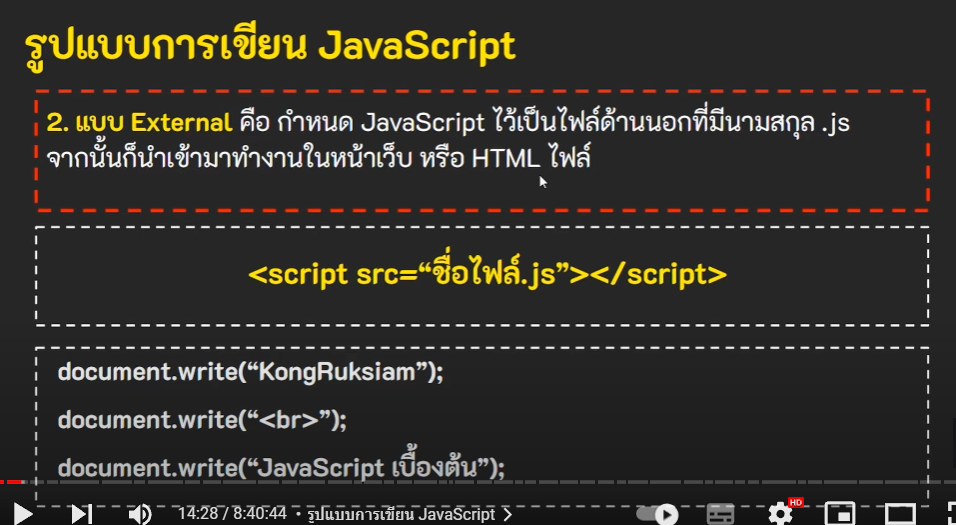 รูปแบบการเขียน JavaScript
2. แบบ External คือ กำหนด JavaScript ไว้เป็นไฟล์ด้านนอกที่มีนามสกุล .js
จากนั้นก็นำเข้ามาทำงานในหน้าเว็บ หรือ HTML ไฟล์
<script src=“ชื่อไฟล์.js”></script>
document.write(“KongRuksiam”);
document.write(“<br>”);
document.write(“JavaScript เบื้องต้น”);
14:28 / 8:40:44 • รูปแบบการเขียน JavaScript
HD